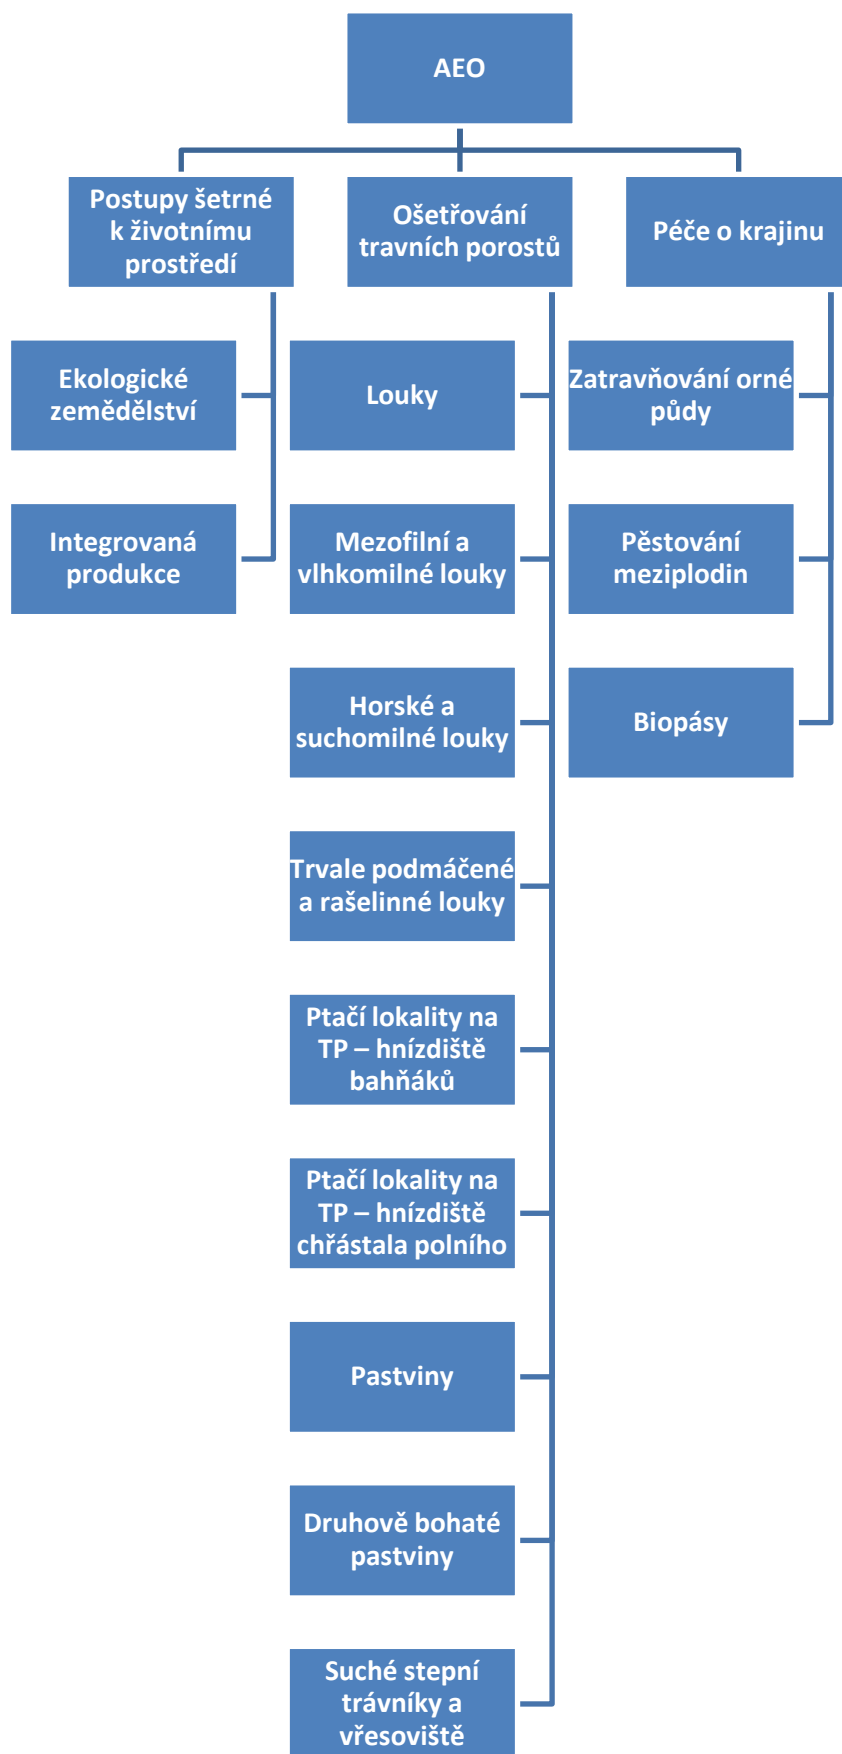 AEO
Postupy šetrné
k životnímu
prostředí
Ekologické
zemědělství
Integrovaná
produkce
Ošetřování
travních porostů
Louky
Mezofilní a
vlhkomilné louky
Horské a
suchomilné louky
Trvale podmáčené
a rašelinné louky
Ptačí lokality na
TP – hnízdiště
bahňáků
Ptačí lokality na
TP – hnízdiště
chřástala polního
Pastviny
Druhově bohaté
pastviny
Suché stepní
trávníky a
vřesoviště
Péče o krajinu
Zatravňování orné
půdy
Pěstování
meziplodin
Biopásy